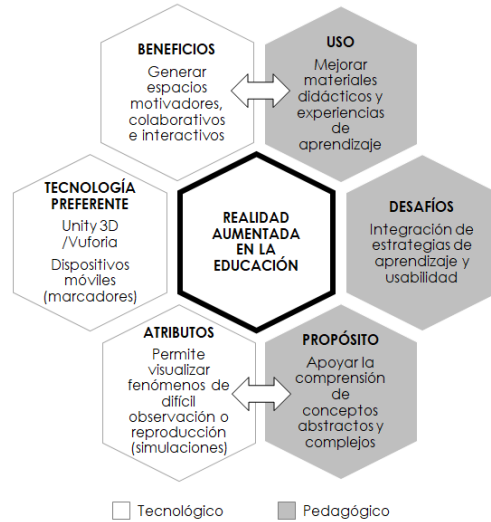 BENEFICIOS
Generar
espacios
motivadores,
colaborativos
e interactivos
USO
Mejorar
materiales
didácticos y
experiencias
de
aprendizaje
TECNOLOGÍA
PREFERENTE
Unity 3D
/Vuforia
Dispositivos
móviles
(marcadores)
REALIDAD
AUMENTADA
EN LA
EDUCACIÓN
DESAFÍOS
Integración de
estrategias de
aprendizaje y
usabilidad
ATRIBUTOS
Permite
visualizar
fenómenos de
difícil
observación o
reproducción
(simulaciones)
PROPÓSITO
Apoyar la
comprensión
de
conceptos
abstractos y
complejos
Tecnológico
Pedagógico